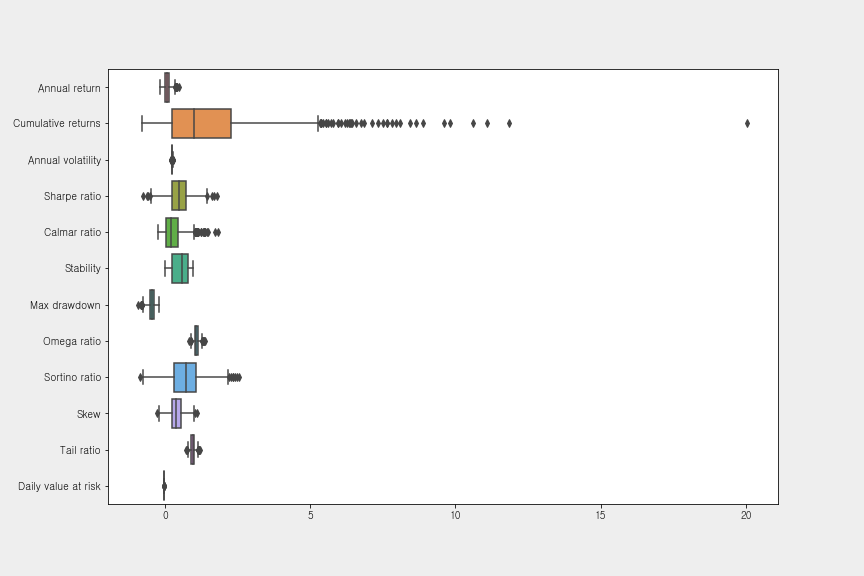 Annual return
Cumulative returns
Annual volatility
Sharpe ratio
Calmar ratio
Stability
Max drawdown
Omega ratio
Sortino ratio
Skew
Tail ratio
Daily value at risk
0 5 10 15 20